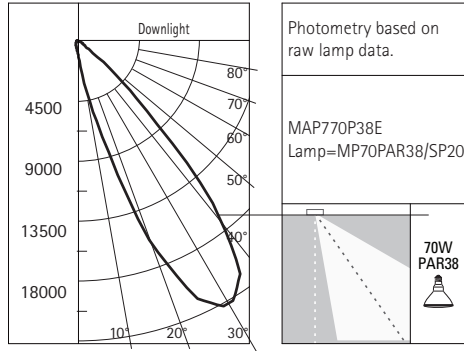 Downlight
80°
70°
60°
50°
40°
30°
20°
10°
4500
9000
13500
18000
Photometry based on
raw lamp data.
MAP770P38E
Lamp=MP70PAR38/SP20
70W
PAR38